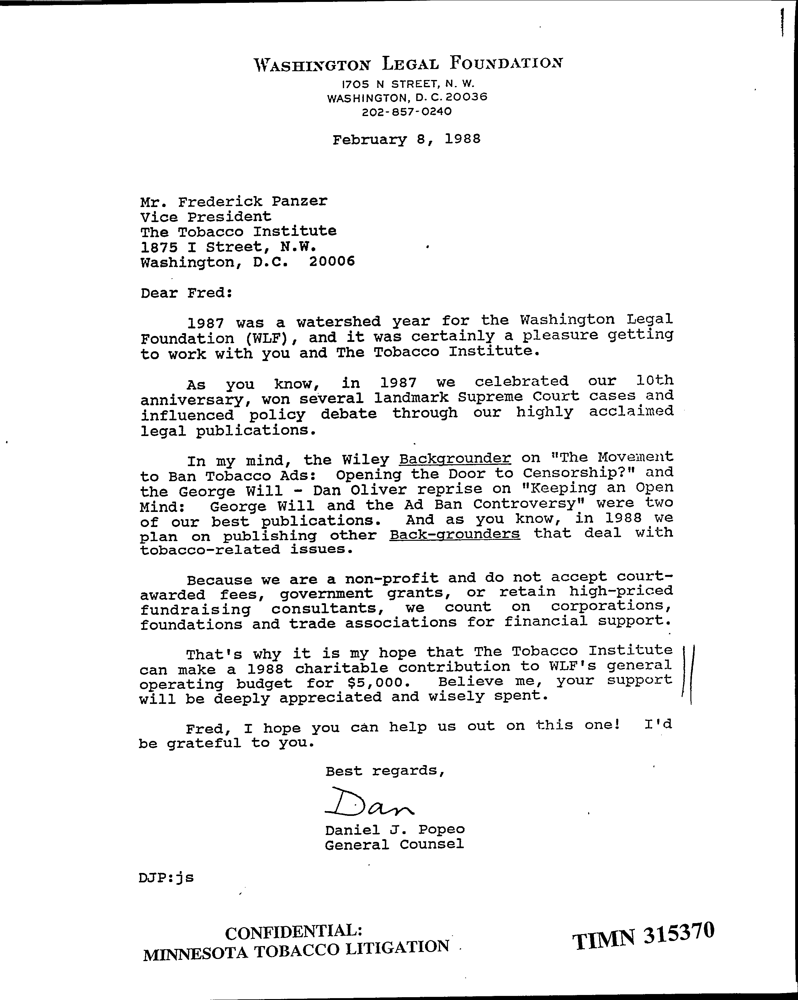 WASHINGTON LEGAL FOUNDATION
1705 N STREET, N. W.
WASHINGTON, D. C. 20036
202-857-0240
February 8, 1988
Mr. Frederick Panzer
Vice President
The Tobacco Institute
1875 I Street, N.W.
Washington, D.C. 20006
Dear Fred:
1987 was a watershed year for the Washington Legal
Foundation (WLF), and it was certainly a pleasure getting
to work with you and The Tobacco Institute.
As you know, in 1987 we celebrated our 10th
anniversary, won several landmark Supreme Court cases and
influenced policy debate through our highly acclaimed
legal publications.
In my mind, the Wiley Backgrounder on "The Movement
to Ban Tobacco Ads: Opening the Door to Censorship?" and
the George Will - Dan Oliver reprise on "Keeping an Open
Mind: George Will and the Ad Ban Controversy" were two
of our best publications. And as you know, in 1988 we
plan on publishing other Back-grounders that deal with
tobacco-related issues.
Because we are a non-profit and do not accept court-
awarded fees, government grants, or retain high-priced
fundraising consultants, we count on corporations,
foundations and trade associations for financial support.
That's why it is my hope that The Tobacco Institute
can make a 1988 charitable contribution to WLF's general
operating budget for $5,000. Believe me, your support
will be deeply appreciated and wisely spent.
Fred, I hope you can help us out on this one! I'd
be grateful to you.
Best regards,
Dan
Daniel J. Popeo
General Counsel
DJP:js
CONFIDENTIAL:
MINNESOTA TOBACCO LITIGATION
TIMN 315370